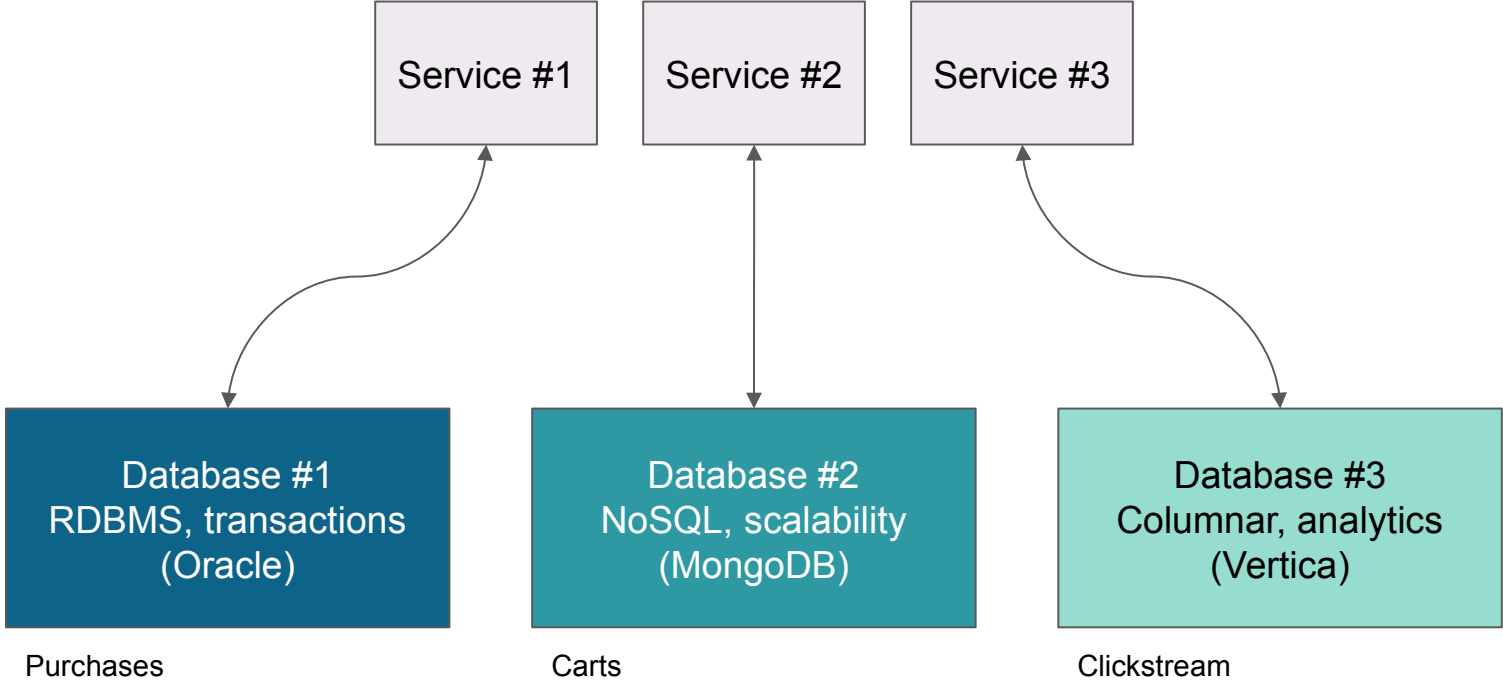 Service #1
Service #2
Service #3
Database #1
RDBMS, transactions
(Oracle)
Database #2
NoSQL, scalability
(MongoDB)
Database #3
Columnar, analytics
(Vertica)
Purchases
Carts
Clickstream